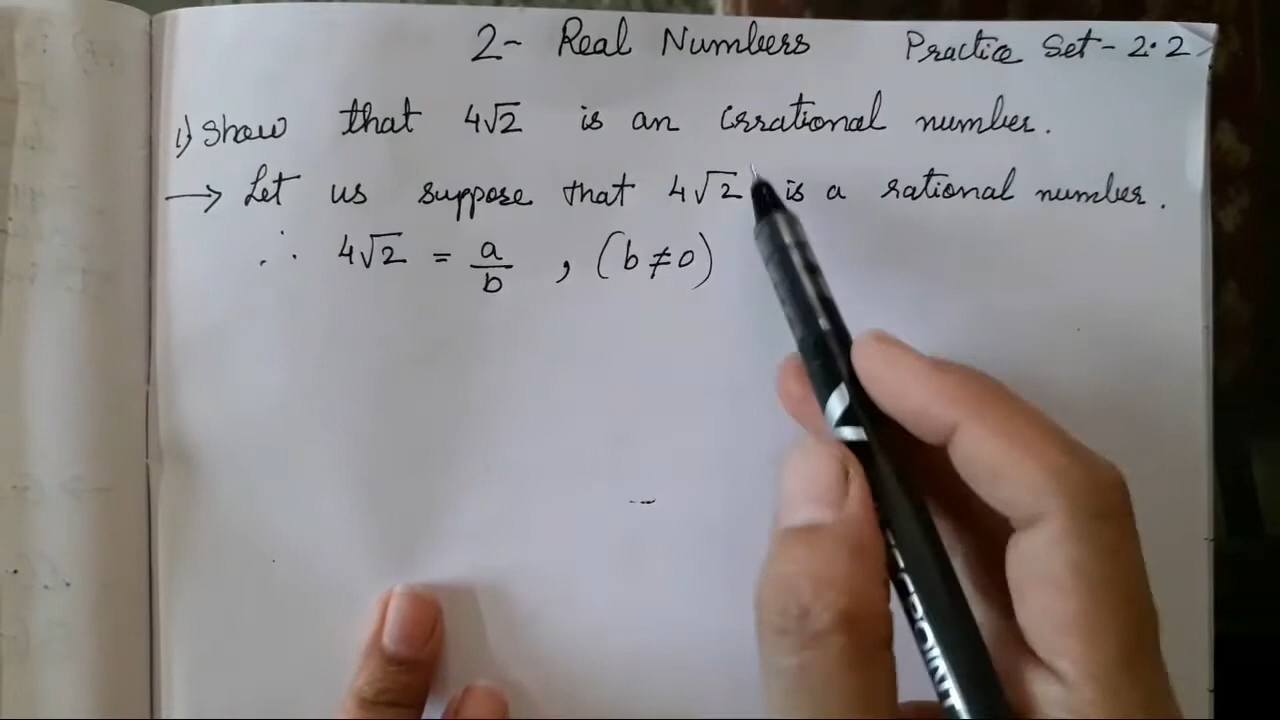 2- Real Numbers Practice Set- 2.2
1) Show that 4√2 is an irrational number.
→ Let us suppose that 4√2 is a rational number.
∴ 4√2 = a/b , (b≠0)